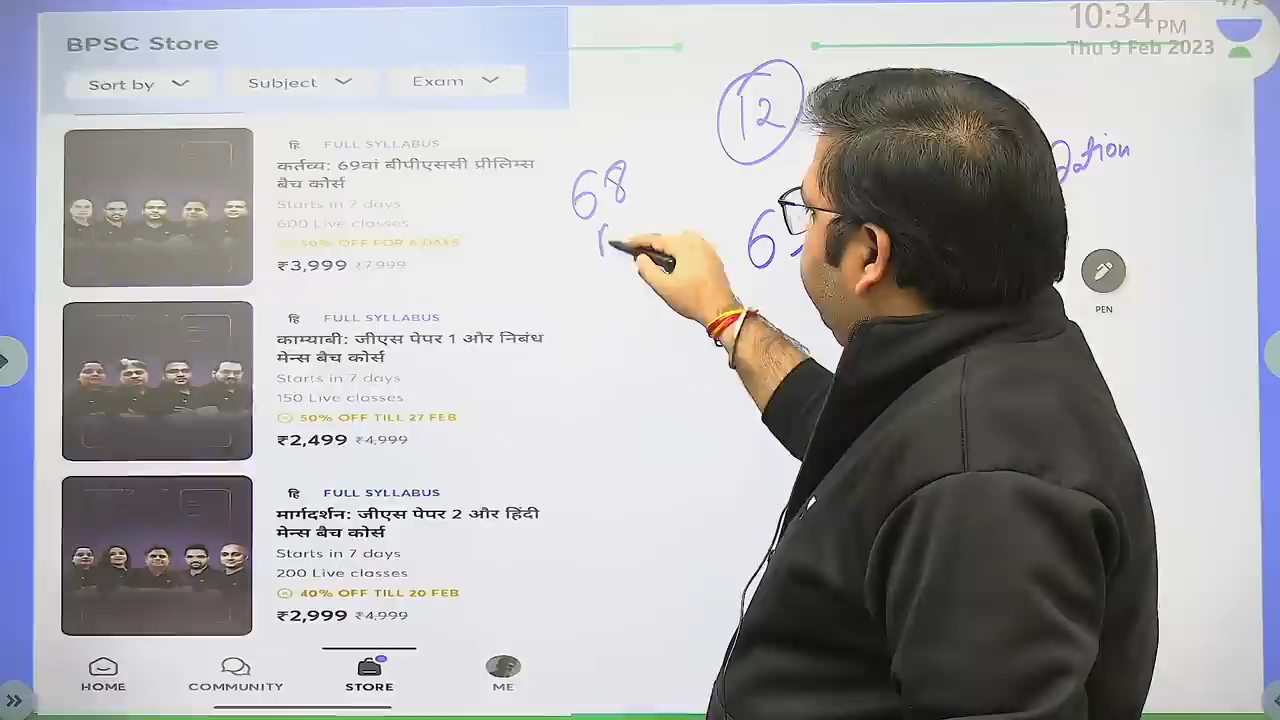 10:34 PM
Thu 9 Feb 2023
BPSC Store
Sort by
Subject
Exam
हि FULL SYLLABUS
कर्तव्य: 69वां बीपीएससी प्रीलिम्स
बैच कोर्स
Starts in 7 days
600 Live classes
50% OFF FOR 6 DAYS
₹3,999 ₹7,999
हि FULL SYLLABUS
काम्याबी: जीएस पेपर 1 और निबंध
मेन्स बैच कोर्स
Starts in 7 days
150 Live classes
50% OFF TILL 27 FEB
₹2,499 ₹4,999
हि FULL SYLLABUS
मार्गदर्शन: जीएस पेपर 2 और हिंदी
मेन्स बैच कोर्स
Starts in 7 days
200 Live classes
40% OFF TILL 20 FEB
₹2,999 ₹4,999
HOME
COMMUNITY
STORE
ME
12
68
6
PEN